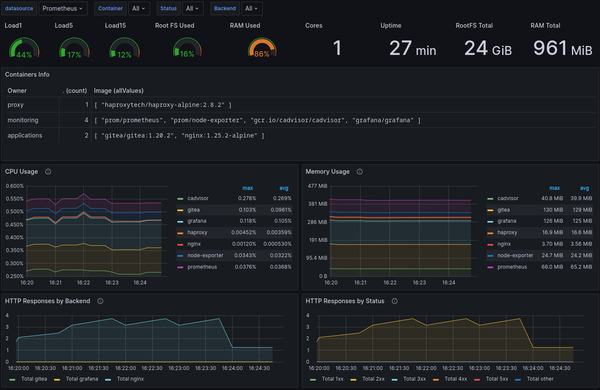 datasource Prometheus Container All Status All Backend All
Load1 Load5 Load15 Root FS Used RAM Used Cores Uptime RootFS Total RAM Total
44% 17% 12% 16% 86% 1 27 min 24 GiB 961 MiB
Containers Info
Owner . (count) Image (allValues)
proxy 1 [ "haproxytech/haproxy-alpine:2.8.2" ]
monitoring 4 [ "prom/prometheus", "prom/node-exporter", "gcr.io/cadvisor/cadvisor", "grafana/grafana" ]
applications 2 [ "gitea/gitea:1.20.2", "nginx:1.25.2-alpine" ]
CPU Usage
max avg
0.600%
0.550%
0.500%
0.450%
0.400%
0.350%
0.300%
0.250%
16:20 16:21 16:22 16:23 16:24
cadvisor 0.278% 0.269%
gitea 0.103% 0.0961%
grafana 0.118% 0.105%
haproxy 0.00452% 0.00359%
nginx 0.00120% 0.000530%
node-exporter 0.0343% 0.0322%
prometheus 0.0376% 0.0368%
Memory Usage
max avg
477 MiB
381 MiB
286 MiB
191 MiB
95.4 MiB
0 B
16:20 16:21 16:22 16:23 16:24
cadvisor 40.8 MiB 39.9 MiB
gitea 130 MiB 129 MiB
grafana 126 MiB 125 MiB
haproxy 16.9 MiB 16.6 MiB
nginx 3.70 MiB 3.56 MiB
node-exporter 24.7 MiB 24.2 MiB
prometheus 66.0 MiB 65.2 MiB
HTTP Responses by Backend
4
3
2
1
0
16:20:00 16:20:30 16:21:00 16:21:30 16:22:00 16:22:30 16:23:00 16:23:30 16:24:00 16:24:30
Total gitea Total grafana Total nginx
HTTP Responses by Status
4
3
2
1
0
16:20:00 16:20:30 16:21:00 16:21:30 16:22:00 16:22:30 16:23:00 16:23:30 16:24:00 16:24:30
Total 1xx Total 2xx Total 3xx Total 4xx Total 5xx Total other